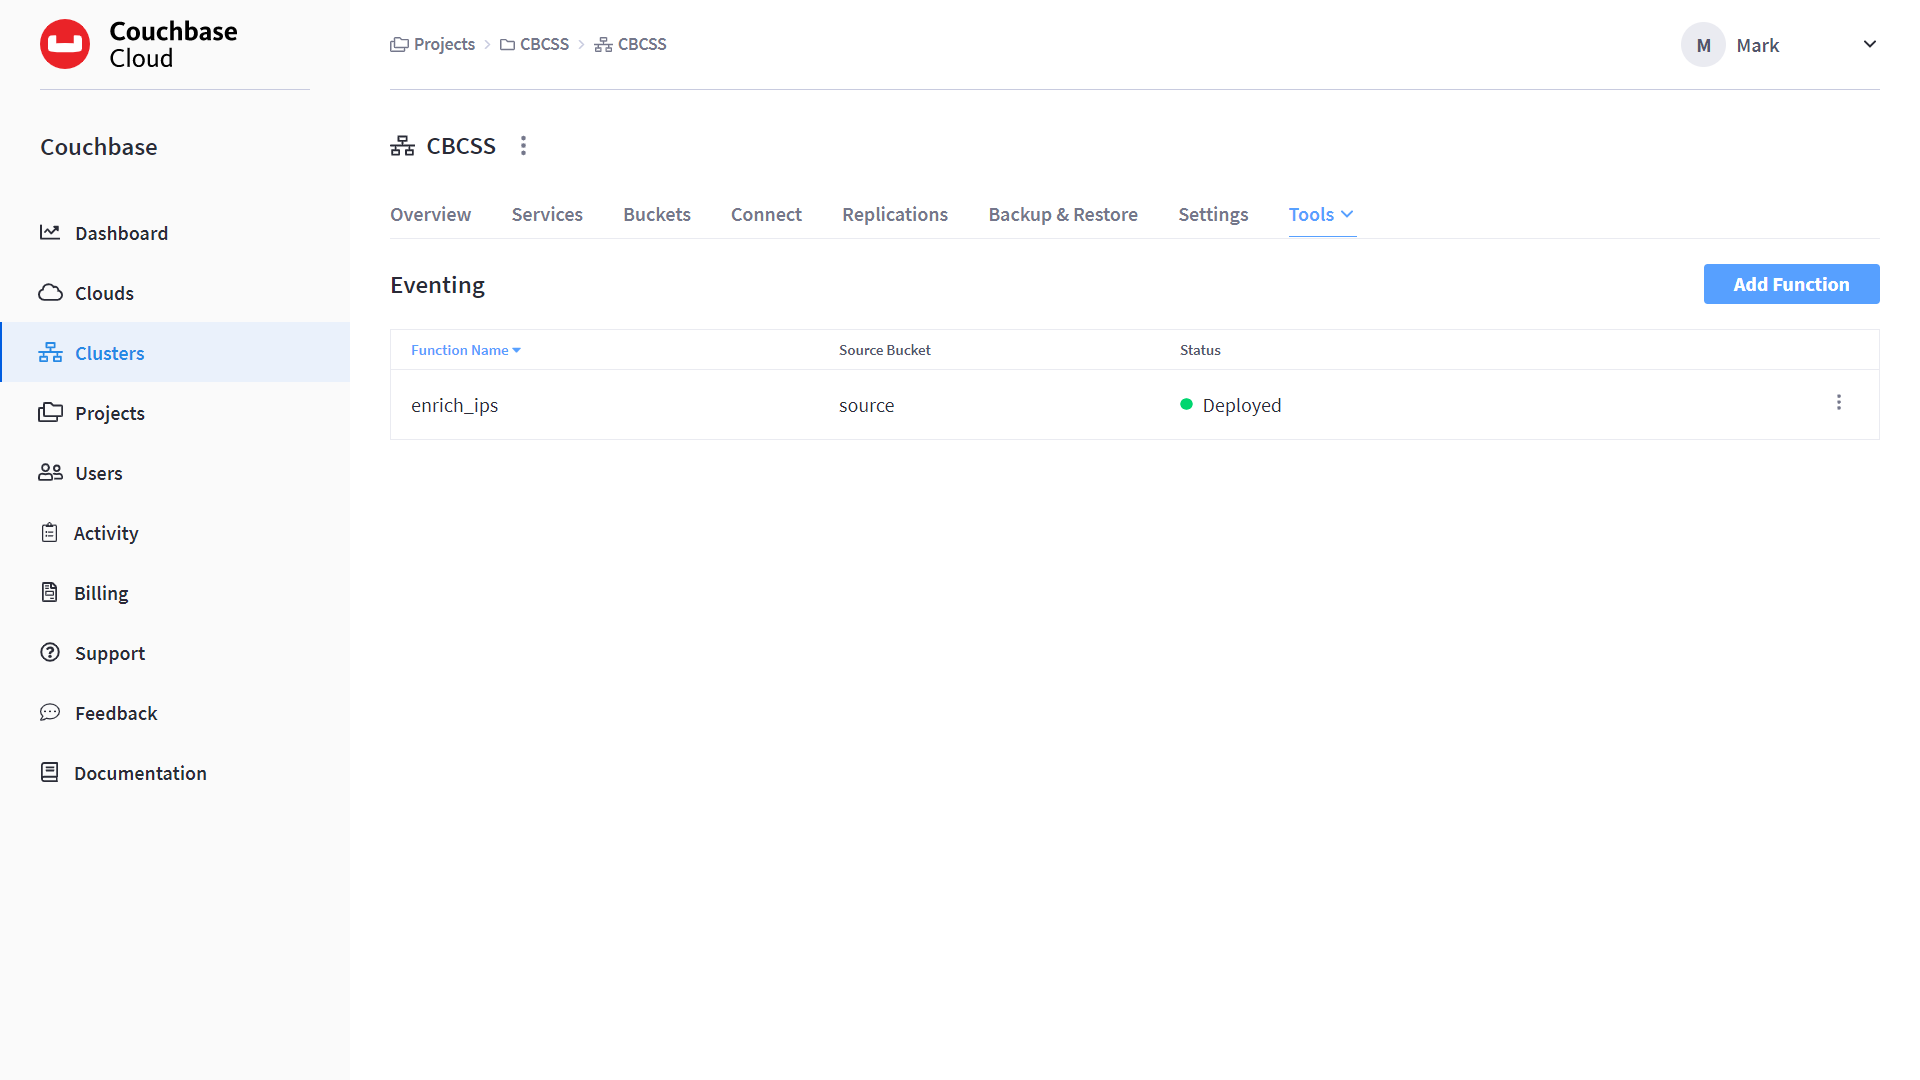 Couchbase
Cloud
Projects CBCSS CBCSS
M Mark
Couchbase
Dashboard
Clouds
Clusters
Projects
Users
Activity
Billing
Support
Feedback
Documentation
CBCSS
Overview Services Buckets Connect Replications Backup & Restore Settings Tools
Eventing
Add Function
Function Name Source Bucket Status
enrich_ips source Deployed